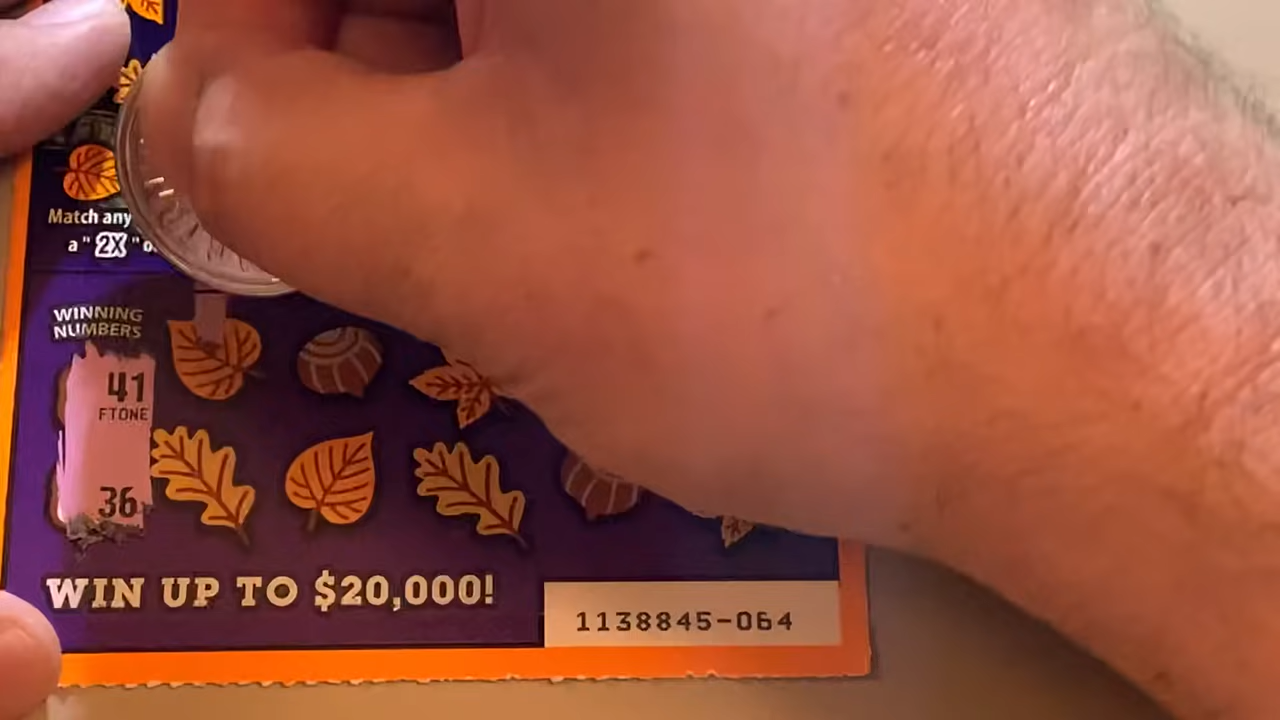 Match any
a "2X" o
WINNING
NUMBERS
41
FTONE
36
WIN UP TO $20,000!
1138845-064